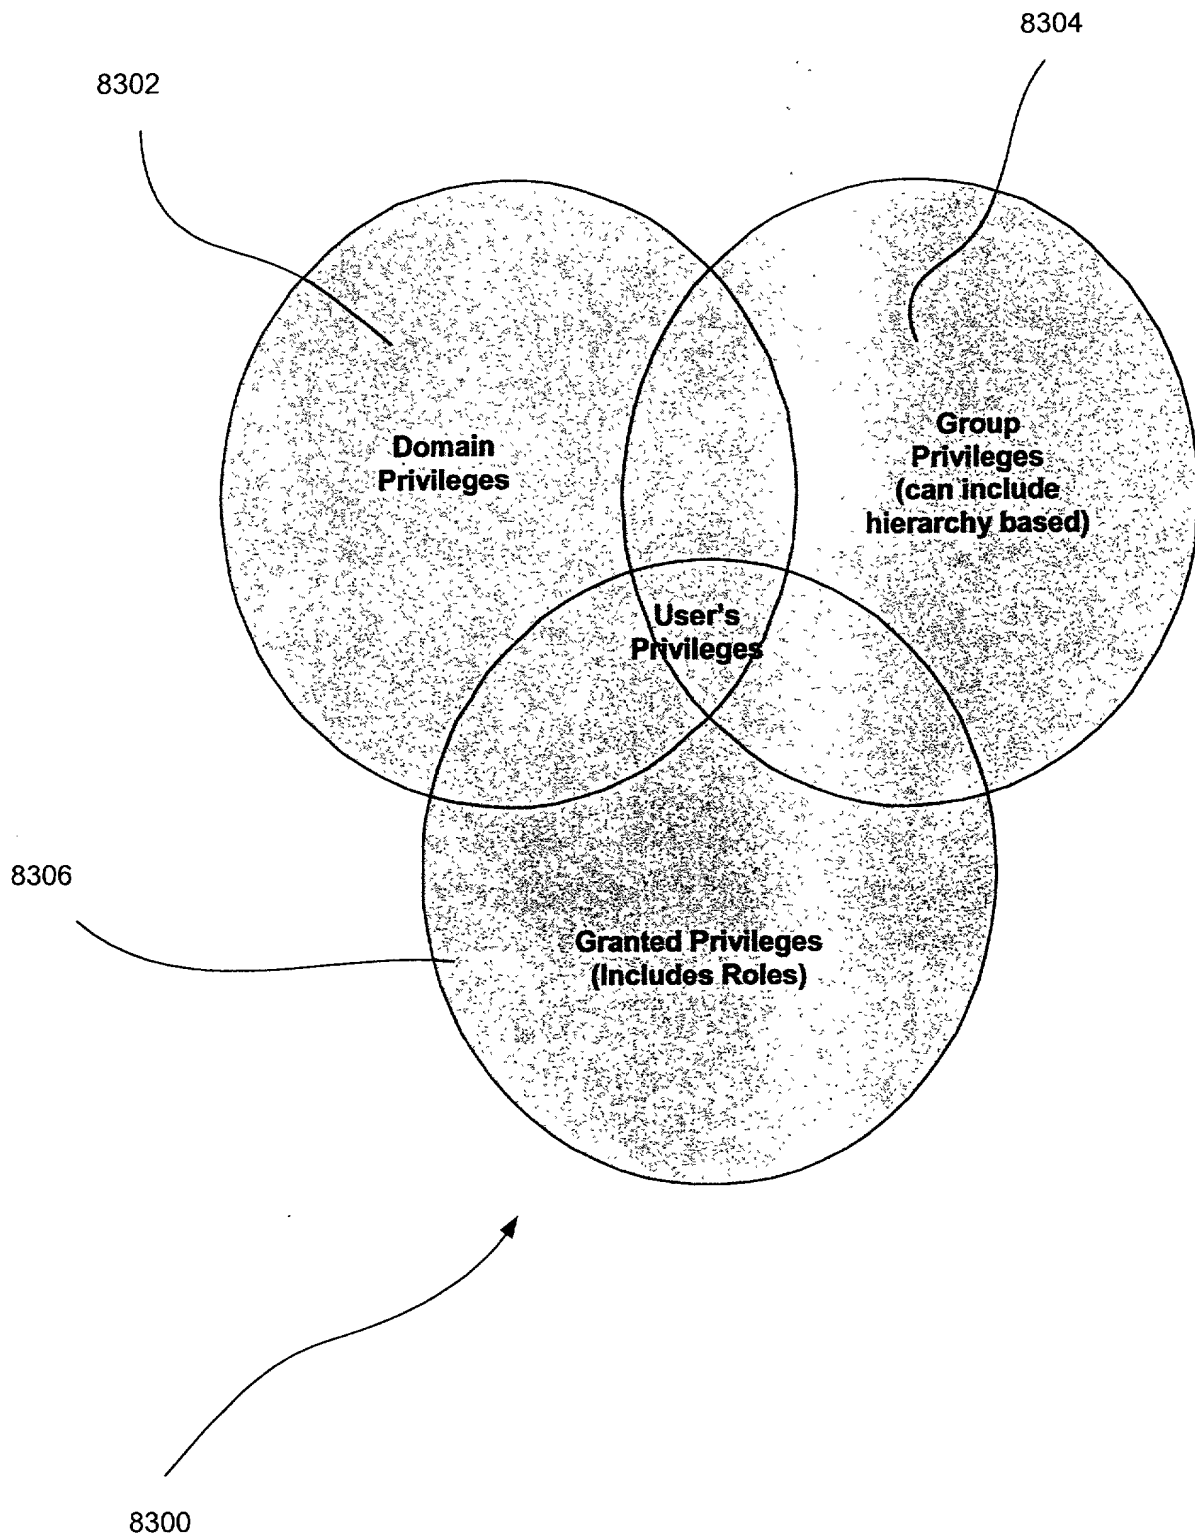 8304
8302
Domain
Privileges
Group
Privileges
(can include
hierarchy based)
User's
Privileges
8306
Granted Privileges
(Includes Roles)
8300